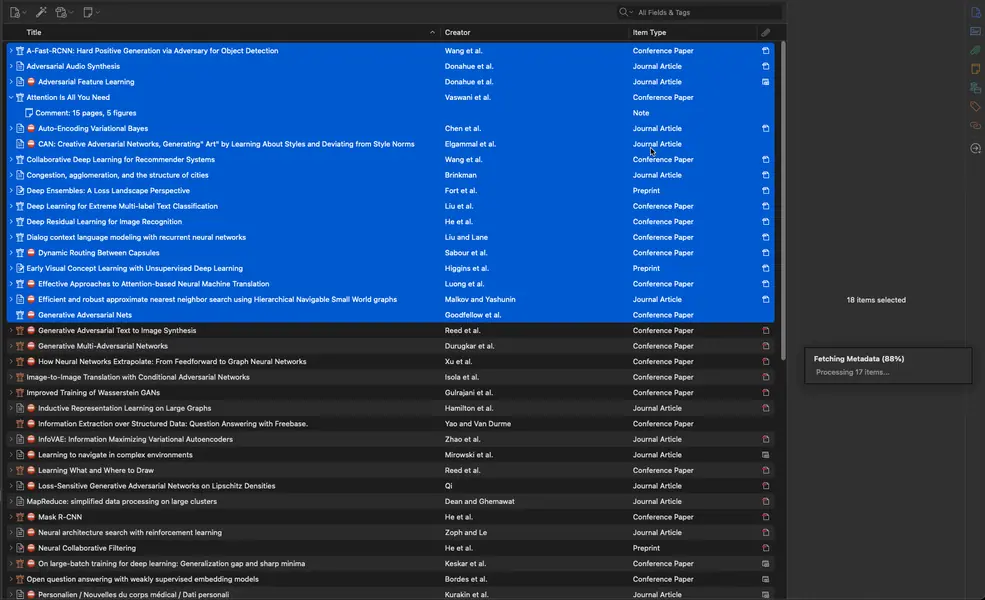 All Fields & Tags
Title Creator Item Type
A-Fast-RCNN: Hard Positive Generation via Adversary for Object Detection Wang et al. Conference Paper
Adversarial Audio Synthesis Donahue et al. Journal Article
Adversarial Feature Learning Donahue et al. Journal Article
Attention Is All You Need Vaswani et al. Conference Paper
Comment: 15 pages, 5 figures Note
Auto-Encoding Variational Bayes Chen et al. Journal Article
CAN: Creative Adversarial Networks, Generating" Art" by Learning About Styles and Deviating from Style Norms Elgammal et al. Journal Article
Collaborative Deep Learning for Recommender Systems Wang et al. Conference Paper
Congestion, agglomeration, and the structure of cities Brinkman Journal Article
Deep Ensembles: A Loss Landscape Perspective Fort et al. Preprint
Deep Learning for Extreme Multi-label Text Classification Liu et al. Conference Paper
Deep Residual Learning for Image Recognition He et al. Conference Paper
Dialog context language modeling with recurrent neural networks Liu and Lane Conference Paper
Dynamic Routing Between Capsules Sabour et al. Conference Paper
Early Visual Concept Learning with Unsupervised Deep Learning Higgins et al. Preprint
Effective Approaches to Attention-based Neural Machine Translation Luong et al. Conference Paper
Efficient and robust approximate nearest neighbor search using Hierarchical Navigable Small World graphs Malkov and Yashunin Journal Article
18 items selected
Generative Adversarial Nets Goodfellow et al. Conference Paper
Generative Adversarial Text to Image Synthesis Reed et al. Conference Paper
Generative Multi-Adversarial Networks Durugkar et al. Conference Paper
How Neural Networks Extrapolate: From Feedforward to Graph Neural Networks Xu et al. Conference Paper
Fetching Metadata (88%)
Processing 17 items...
Image-to-Image Translation with Conditional Adversarial Networks Isola et al. Conference Paper
Improved Training of Wasserstein GANs Gulrajani et al. Conference Paper
Inductive Representation Learning on Large Graphs Hamilton et al. Journal Article
Information Extraction over Structured Data: Question Answering with Freebase. Yao and Van Durme Conference Paper
InfoVAE: Information Maximizing Variational Autoencoders Zhao et al. Journal Article
Learning to navigate in complex environments Mirowski et al. Journal Article
Learning What and Where to Draw Reed et al. Conference Paper
Loss-Sensitive Generative Adversarial Networks on Lipschitz Densities Qi Journal Article
MapReduce: simplified data processing on large clusters Dean and Ghemawat Journal Article
Mask R-CNN He et al. Conference Paper
Neural architecture search with reinforcement learning Zoph and Le Journal Article
Neural Collaborative Filtering He et al. Preprint
On large-batch training for deep learning: Generalization gap and sharp minima Keskar et al. Conference Paper
Open question answering with weakly supervised embedding models Bordes et al. Conference Paper
Personalien / Nouvelles du corps médical / Dati personali Kurakin et al. Journal Article